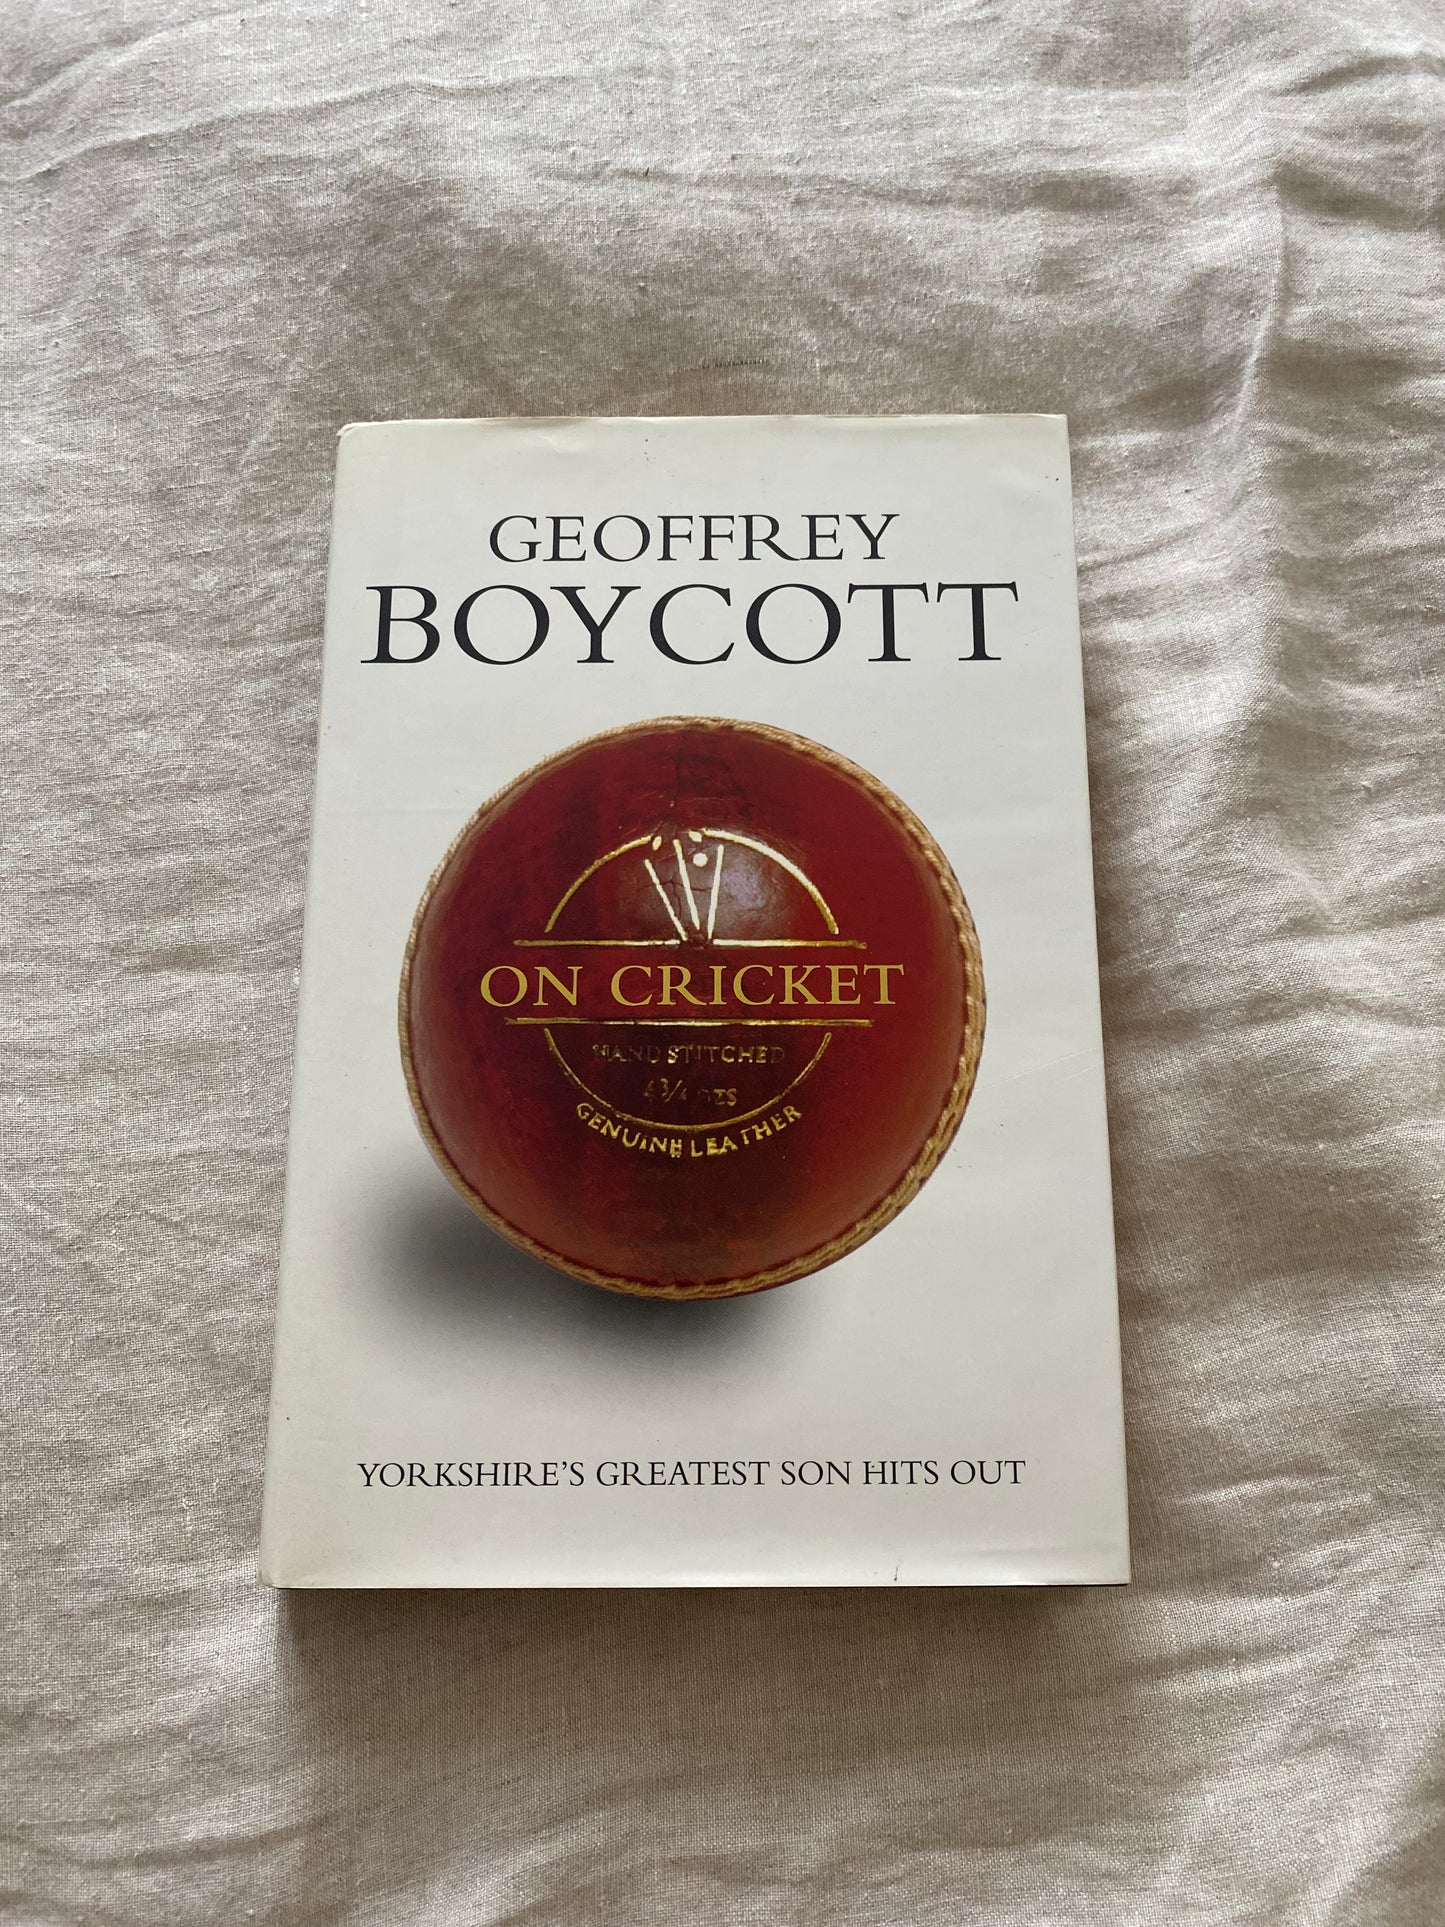 GEOFFREY
BOYCOTT
ON CRICKET
HAND STITCHED
4¾ OZS
GENUINE LEATHER
YORKSHIRE'S GREATEST SON HITS OUT